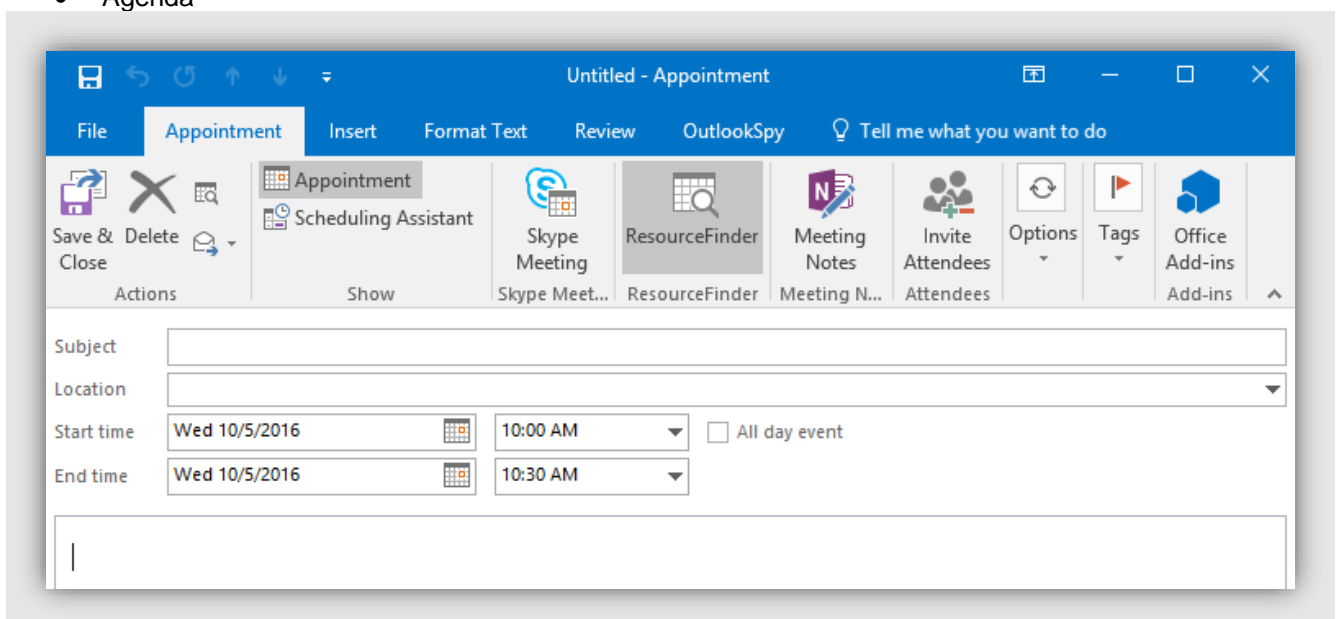 • Agenda
Untitled - Appointment
File Appointment Insert Format Text Review OutlookSpy Tell me what you want to do
Appointment
Scheduling Assistant
Save & Close
Delete
Skype Meeting
ResourceFinder
Meeting Notes
Invite Attendees
Options
Tags
Office Add-ins
Actions Show Skype Meet... ResourceFinder Meeting N... Attendees Add-ins
Subject
Location
Start time Wed 10/5/2016 10:00 AM All day event
End time Wed 10/5/2016 10:30 AM